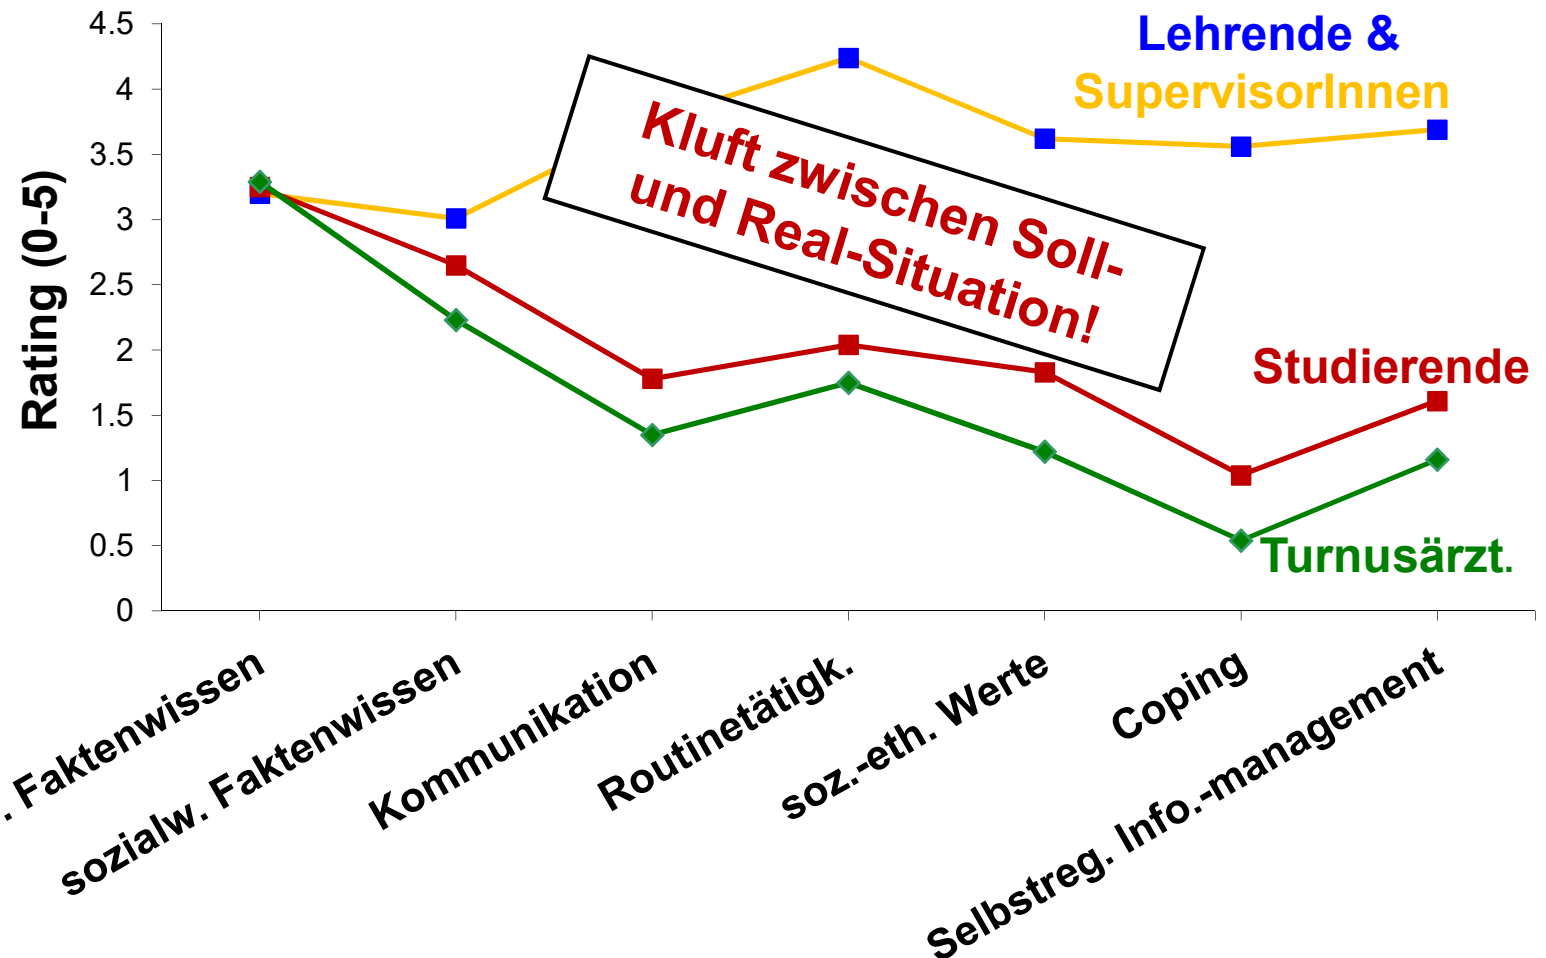 4.5
4
3.5
3
2.5
2
1.5
1
0.5
0
Rating (0-5)
Lehrende &
SupervisorInnen
Kluft zwischen Soll-
und Real-Situation!
Studierende
Turnusärzt.
. Faktenwissen
sozialw. Faktenwissen
Kommunikation
Routinetätigk.
soz.-eth. Werte
Coping
Selbstreg. Info.-management